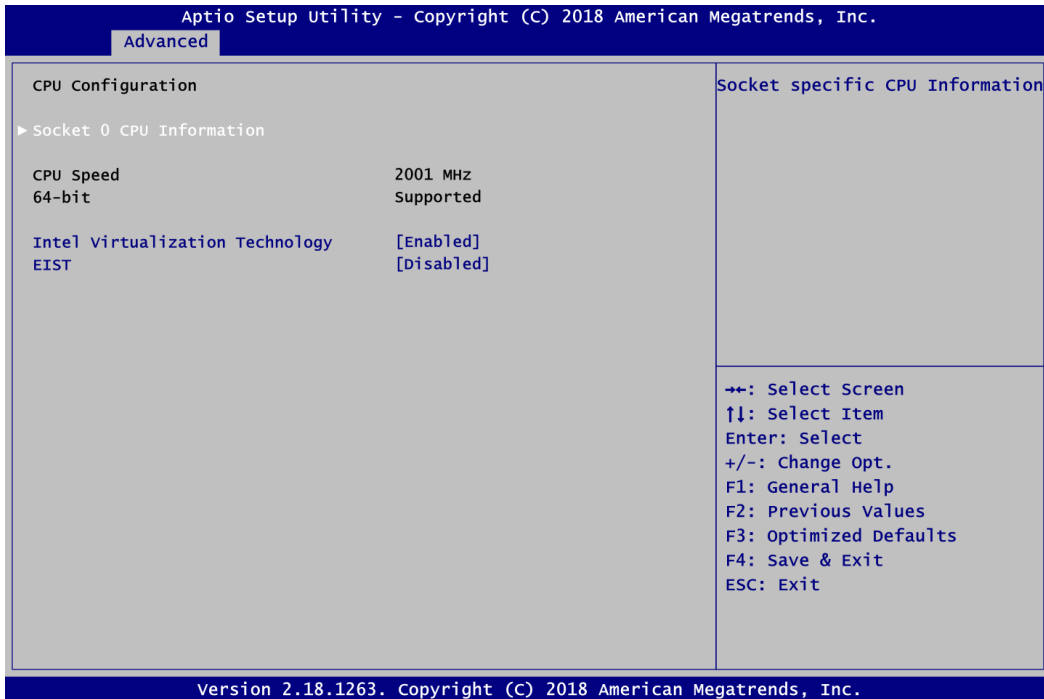 Aptio Setup Utility - Copyright (C) 2018 American Megatrends, Inc.
Advanced
CPU Configuration
▶ Socket 0 CPU Information
CPU Speed 2001 MHz
64-bit Supported
Intel Virtualization Technology [Enabled]
EIST [Disabled]
Socket specific CPU Information
→←: Select Screen
↑↓: Select Item
Enter: Select
+/-: Change Opt.
F1: General Help
F2: Previous Values
F3: Optimized Defaults
F4: Save & Exit
ESC: Exit
Version 2.18.1263. Copyright (C) 2018 American Megatrends, Inc.